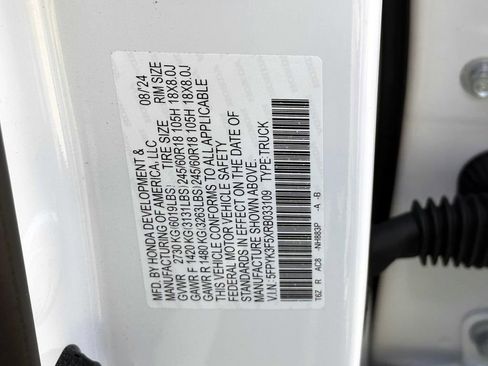 MFD. BY HONDA DEVELOPMENT & 08/24
MANUFACTURING OF AMERICA, LLC
TIRE SIZE RIM SIZE
GVWR 2730 KG(6019LBS)
GAWR F 1420 KG(3131LBS)245/60R18 105H 18X8.0J
GAWR R 1480 KG(3263LBS)245/60R18 105H 18X8.0J
THIS VEHICLE CONFORMS TO ALL APPLICABLE
FEDERAL MOTOR VEHICLE SAFETY
STANDARDS IN EFFECT ON THE DATE OF
MANUFACTURE SHOWN ABOVE.
V.I.N.: 5FPYK3F5XRB033109 TYPE:TRUCK
T6Z R AC8 -NH883P -A -B